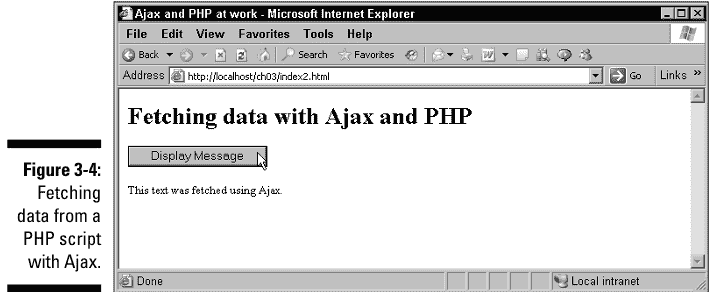 Ajax and PHP at work - Microsoft Internet Explorer
File Edit View Favorites Tools Help
Back Search Favorites
Address http://localhost/ch03/index2.html Go Links »
Fetching data with Ajax and PHP
Display Message
This text was fetched using Ajax.
Done Local intranet
Figure 3-4:
Fetching
data from a
PHP script
with Ajax.